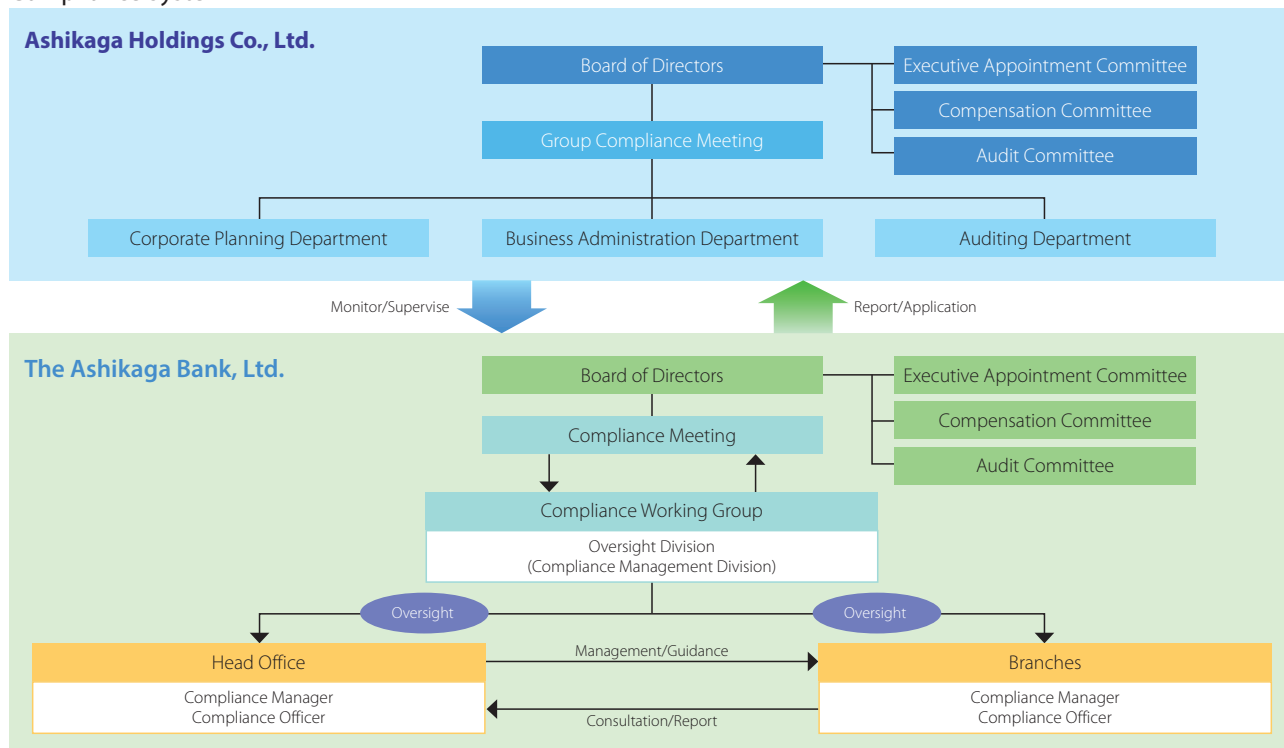 Ashikaga Holdings Co., Ltd.
Board of Directors
Executive Appointment Committee
Compensation Committee
Group Compliance Meeting
Audit Committee
Corporate Planning Department
Business Administration Department
Auditing Department
Monitor/Supervise
Report/Application
The Ashikaga Bank, Ltd.
Board of Directors
Executive Appointment Committee
Compensation Committee
Compliance Meeting
Audit Committee
Compliance Working Group
Oversight Division
(Compliance Management Division)
Oversight
Oversight
Head Office
Management/Guidance
Branches
Compliance Manager
Compliance Officer
Consultation/Report
Compliance Manager
Compliance Officer